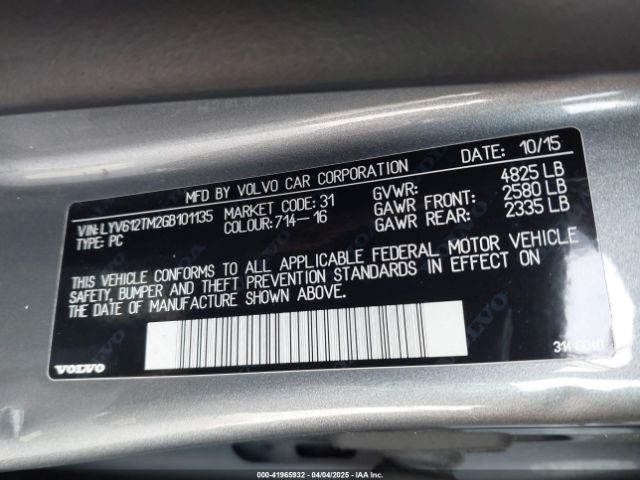 MFD BY VOLVO CAR CORPORATION DATE: 10/15
VIN: LYV612TM2GB101135 MARKET CODE: 31 GVWR: 4825 LB
TYPE: PC COLOUR: 714-16 GAWR FRONT: 2580 LB
GAWR REAR: 2335 LB
THIS VEHICLE CONFORMS TO ALL APPLICABLE FEDERAL MOTOR VEHICLE
SAFETY, BUMPER AND THEFT PREVENTION STANDARDS IN EFFECT ON
THE DATE OF MANUFACTURE SHOWN ABOVE.
VOLVO
000-41965932 - 04/04/2025 - AMERICAN AUTO SHIELD